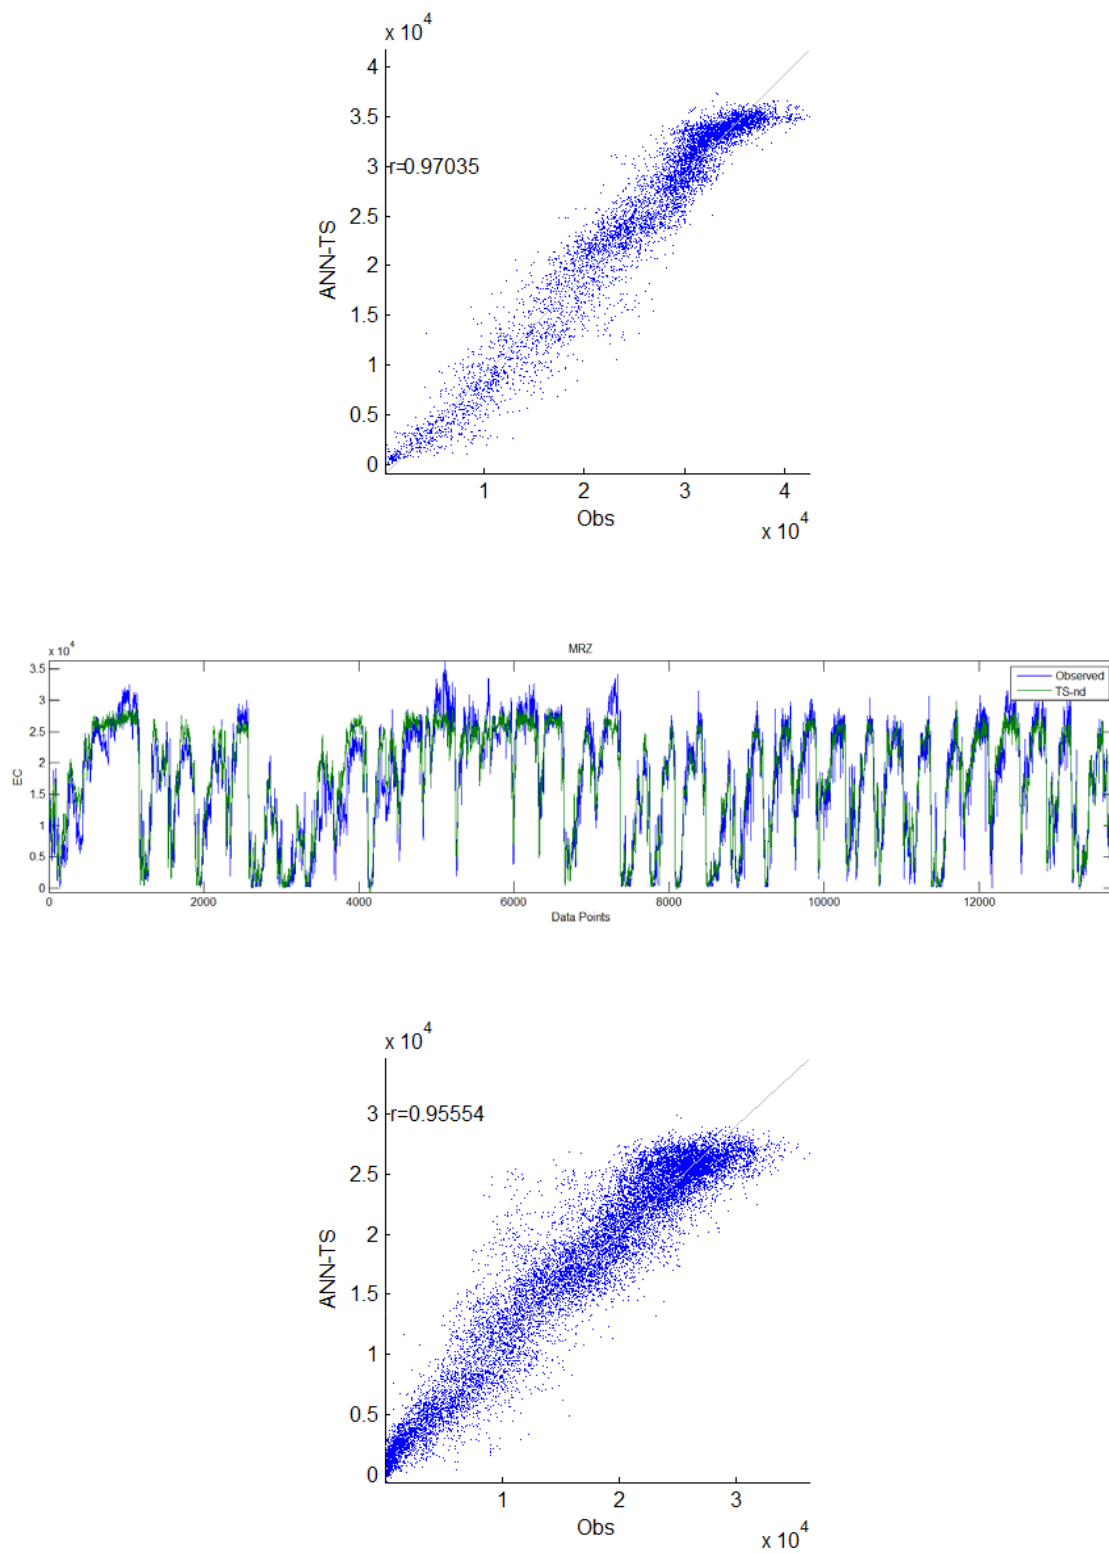 x 10^4
4
3.5
3
r=0.97035
2.5
2
1.5
1
0.5
0
ANN-TS
1 2 3 4
Obs
x 10^4
MRZ
x 10^4
3.5
3
2.5
2
1.5
1
0.5
0
EC
Observed
TS-nd
0 2000 4000 6000 8000 10000 12000
Data Points
x 10^4
3
r=0.95554
2.5
2
1.5
1
0.5
0
ANN-TS
1 2 3
Obs
x 10^4